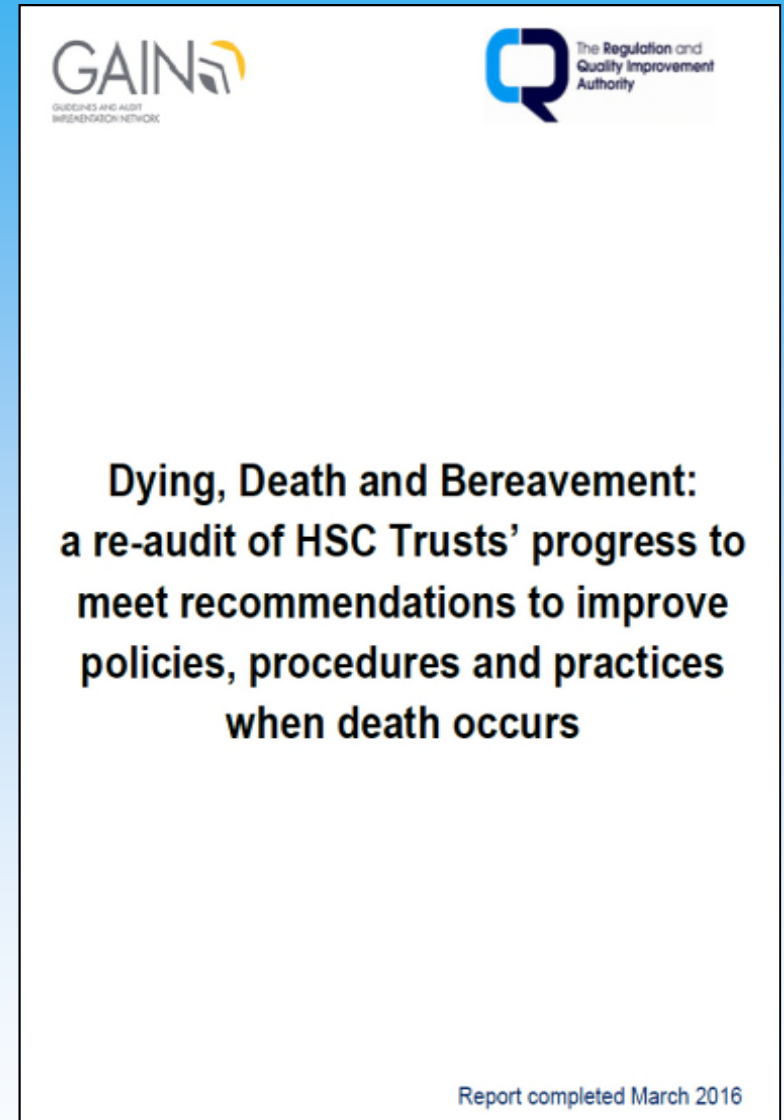 GAIN
GUIDELINES AND AUDIT
IMPLEMENTATION NETWORK
The Regulation and
Quality Improvement
Authority
Dying, Death and Bereavement:
a re-audit of HSC Trusts’ progress to
meet recommendations to improve
policies, procedures and practices
when death occurs
Report completed March 2016